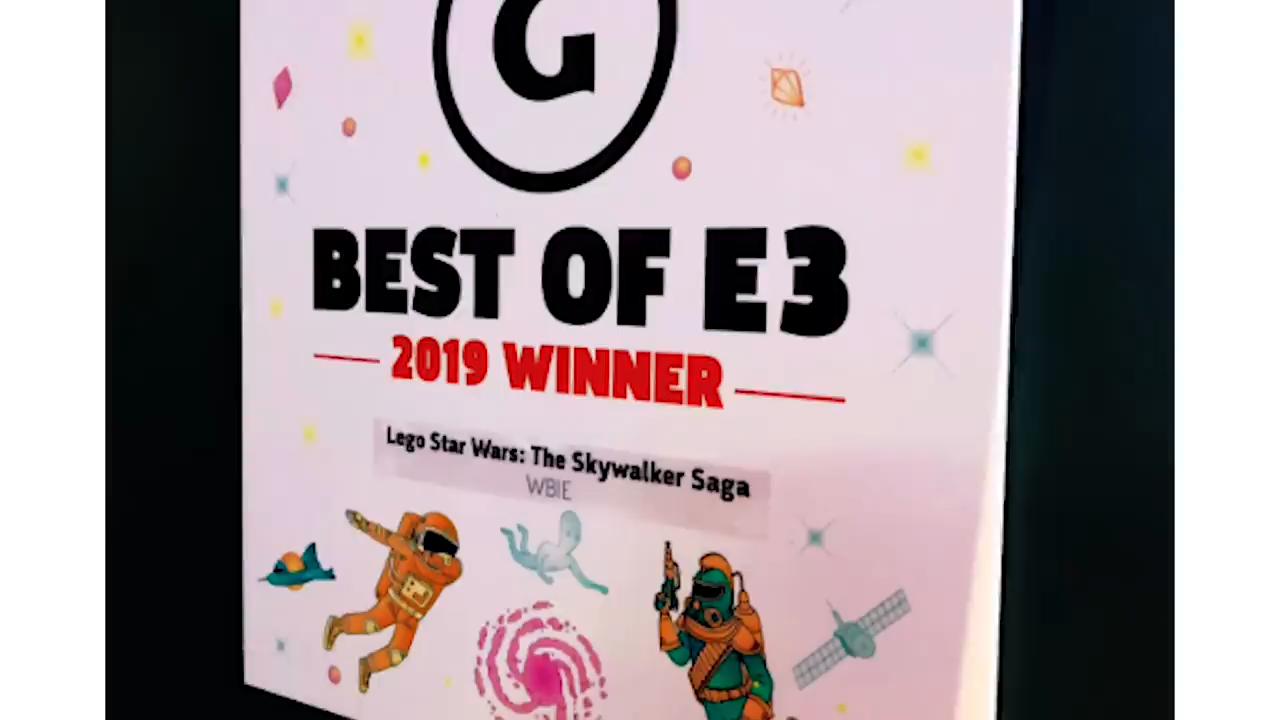 G
BEST OF E3
2019 WINNER
Lego Star Wars: The Skywalker Saga
WBIE